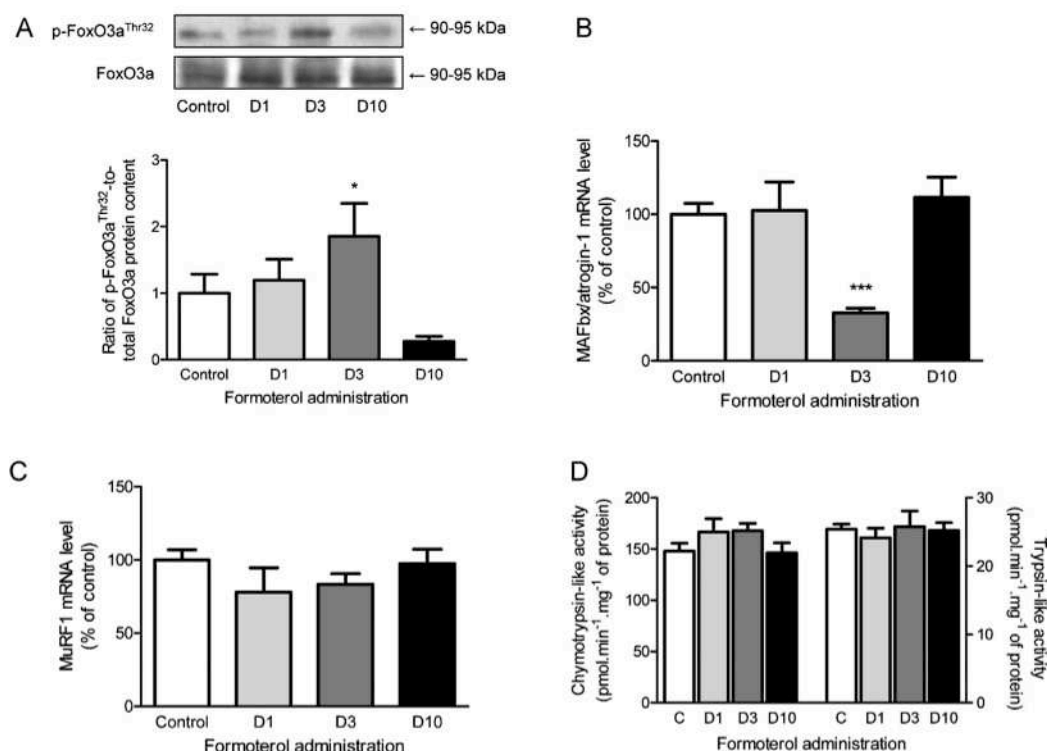 A
p-FoxO3a^Thr32
← 90-95 kDa
FoxO3a
← 90-95 kDa
Control D1 D3 D10
Ratio of p-FoxO3a^Thr32-to-
total FoxO3a protein content
3
2
1
0
*
Control D1 D3 D10
Formoterol administration
B
MAFbx/atrogin-1 mRNA level
(% of control)
150
100
50
0
***
Control D1 D3 D10
Formoterol administration
C
MuRF1 mRNA level
(% of control)
150
100
50
0
Control D1 D3 D10
Formoterol administration
D
Chymotrypsin-like activity
(pmol.min⁻¹.mg⁻¹ of protein)
200
150
100
50
0
30
20
10
0
Trypsin-like activity
(pmol.min⁻¹.mg⁻¹ of protein)
C D1 D3 D10 C D1 D3 D10
Formoterol administration